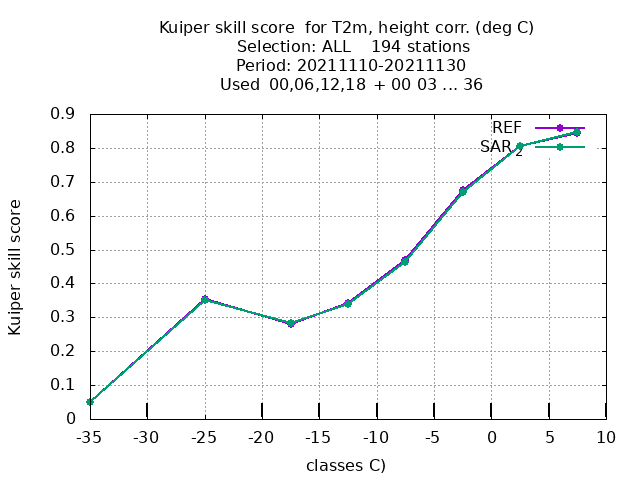 Kuiper skill score  for T2m, height corr. (deg C)
Selection: ALL    194 stations
Period: 20211110-20211130
Used  00,06,12,18  + 00 03 ... 36
REF
SAR2
Kuiper skill score
0.9
0.8
0.7
0.6
0.5
0.4
0.3
0.2
0.1
0
-35 -30 -25 -20 -15 -10 -5 0 5 10
classes C)